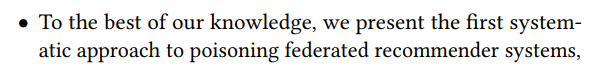 • To the best of our knowledge, we present the first system-
atic approach to poisoning federated recommender systems,